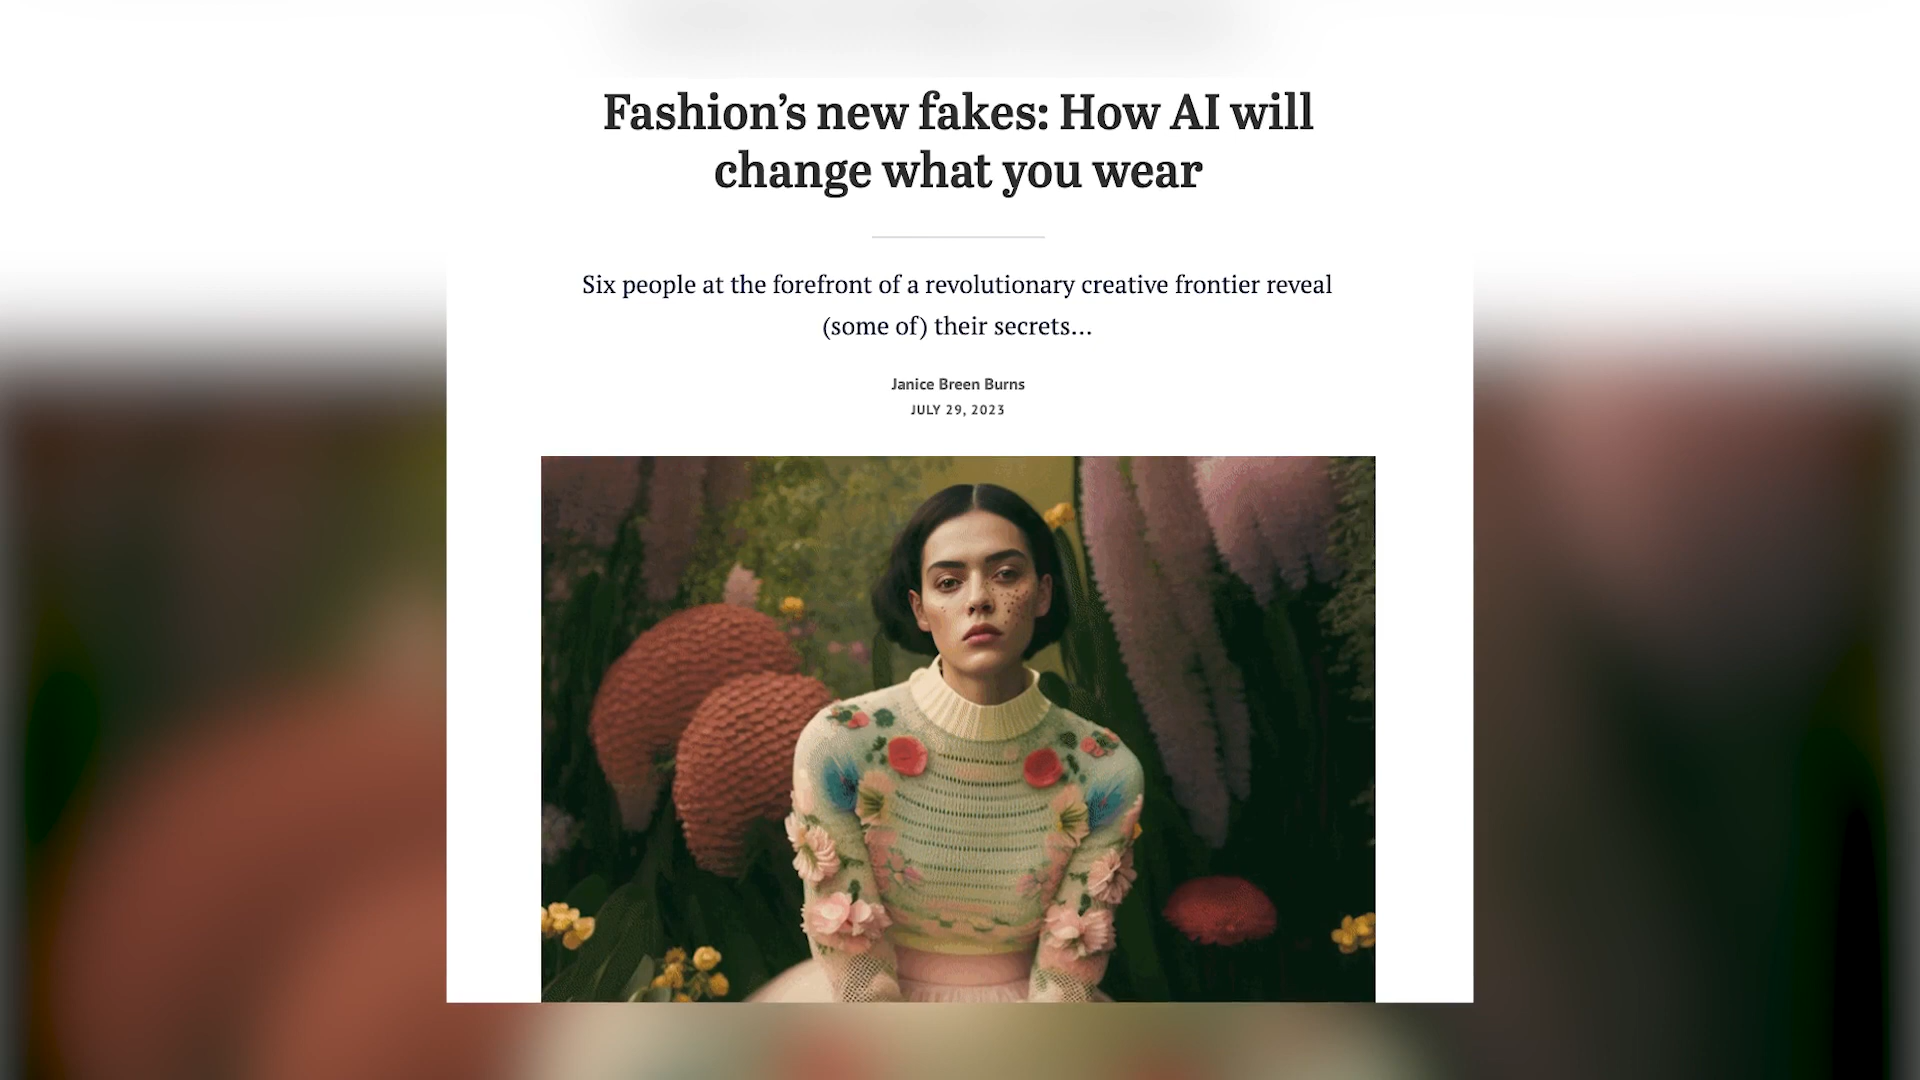 Fashion’s new fakes: How AI will
change what you wear
Six people at the forefront of a revolutionary creative frontier reveal
(some of) their secrets…
Janice Breen Burns
JULY 29, 2023